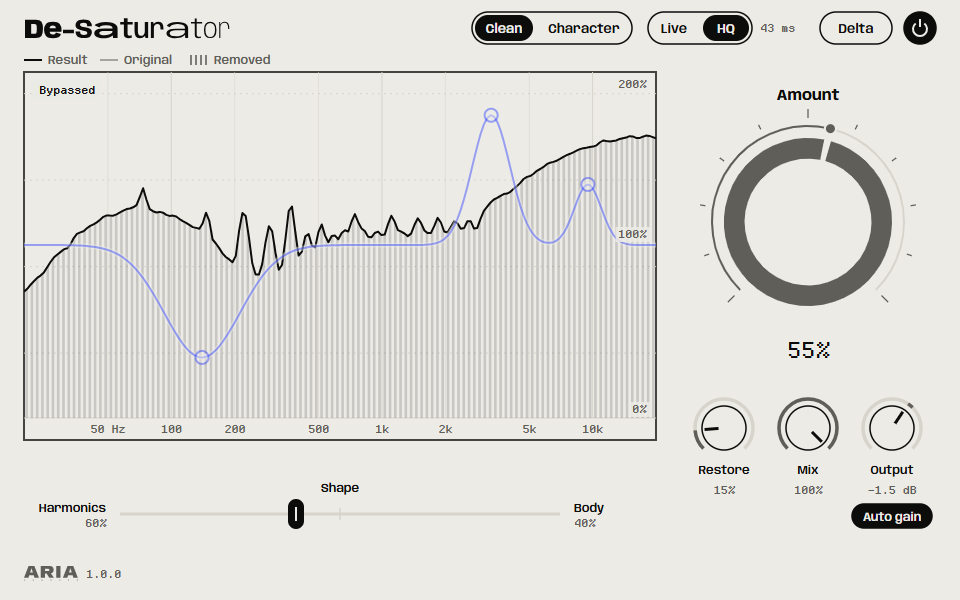 De-Saturator
Clean Character Live HQ 43 ms Delta
Result Original Removed
Bypassed
200%
100%
0%
50 Hz 100 200 500 1k 2k 5k 10k
Amount
55%
Restore Mix Output
15% 100% -1.5 dB
Auto gain
Shape
Harmonics Body
60% 40%
ARIA 1.0.0